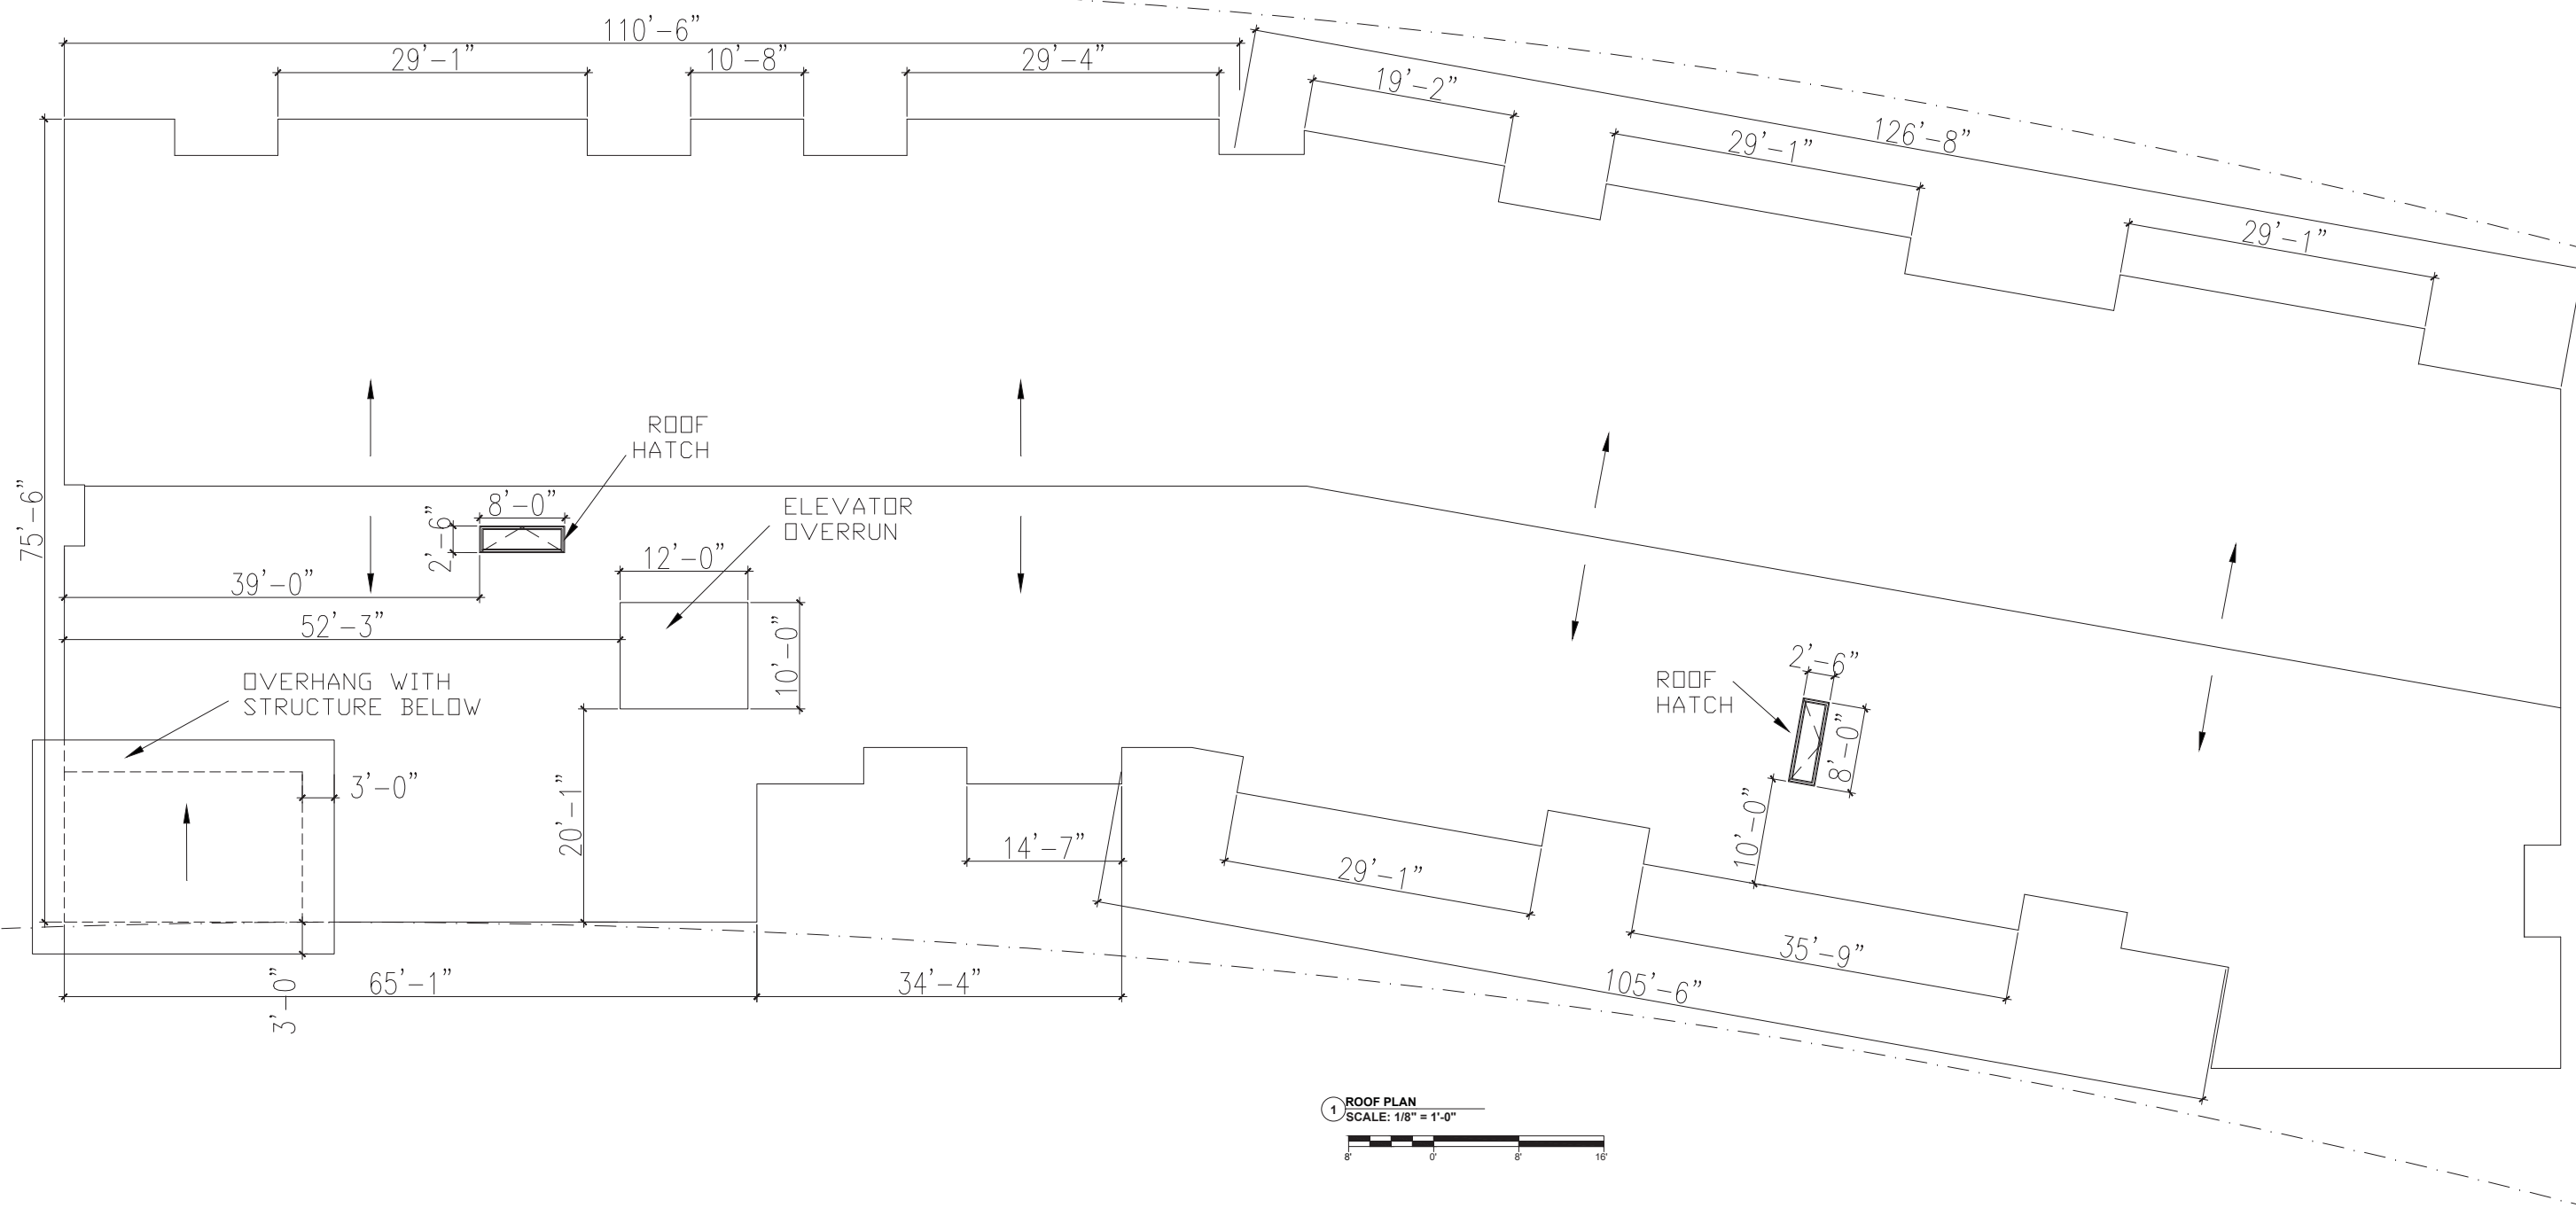 110'-6"
29'-1"
10'-8"
29'-4"
19'-2"
126'-8"
29'-1"
29'-1"
ROOF
HATCH
8'-0"
2'-6"
75'-6"
ELEVATOR
OVERRUN
12'-0"
39'-0"
52'-3"
10'-0"
OVERHANG WITH
STRUCTURE BELOW
3'-0"
20'-1"
14'-7"
2'-6"
ROOF
HATCH
8'-0"
10'-0"
29'-1"
35'-9"
105'-6"
65'-1"
34'-4"
3'-0"
1
ROOF PLAN
SCALE: 1/8" = 1'-0"
8' 0' 8' 16'